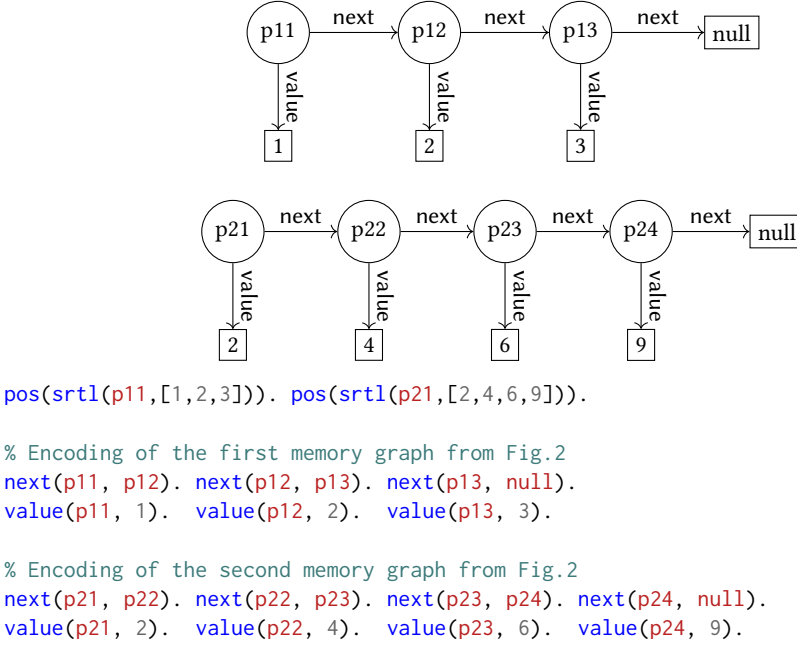 next next next
p11 p12 p13 null
value value value
1 2 3
next next next next
p21 p22 p23 p24 null
value value value value
2 4 6 9
pos(srtl(p11,[1,2,3])). pos(srtl(p21,[2,4,6,9])).
% Encoding of the first memory graph from Fig.2
next(p11, p12). next(p12, p13). next(p13, null).
value(p11, 1). value(p12, 2). value(p13, 3).
% Encoding of the second memory graph from Fig.2
next(p21, p22). next(p22, p23). next(p23, p24). next(p24, null).
value(p21, 2). value(p22, 4). value(p23, 6). value(p24, 9).